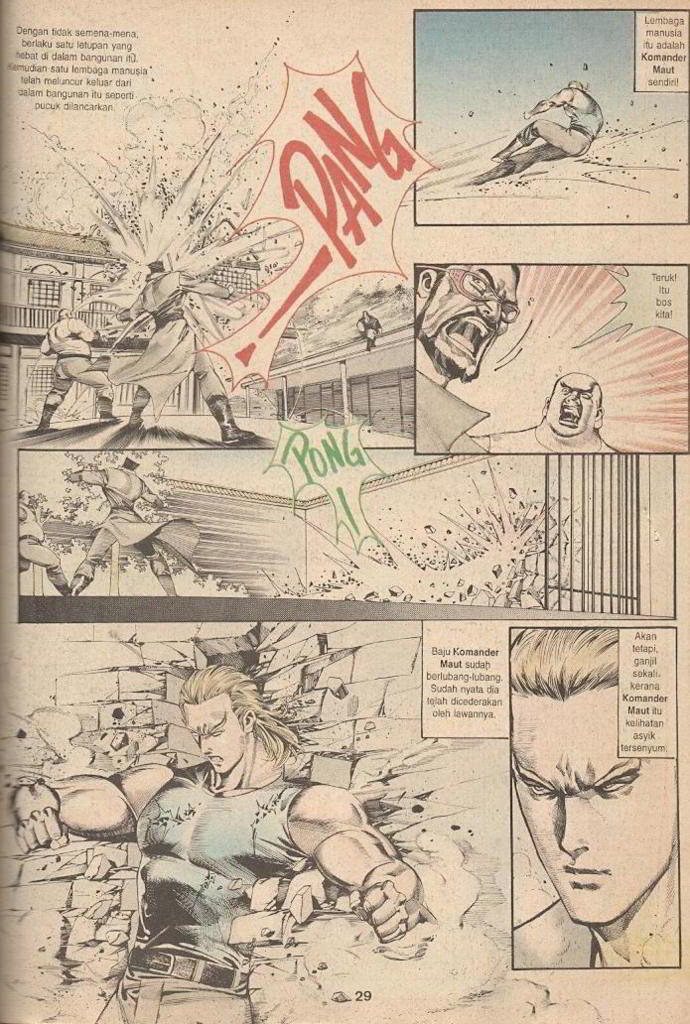 Dengan tidak semena-mena,
berlaku satu letupan yang
hebat di dalam bangunan itu.
Kemudian satu lembaga manusia
telah meluncur keluar dari
dalam bangunan itu seperti
pucuk dilancarkan.
PANG!
Lembaga
manusia
itu adalah
Komander
Maut
sendiri!
Teruk!
Itu
bos
kita!
PONG!
Baju Komander
Maut sudah
berlubang-lubang.
Sudah nyata dia
telah dicederakan
oleh lawannya.
Akan
tetapi,
ganjil
sekali
kerana
Komander
Maut itu
kelihatan
asyik
tersenyum.
29